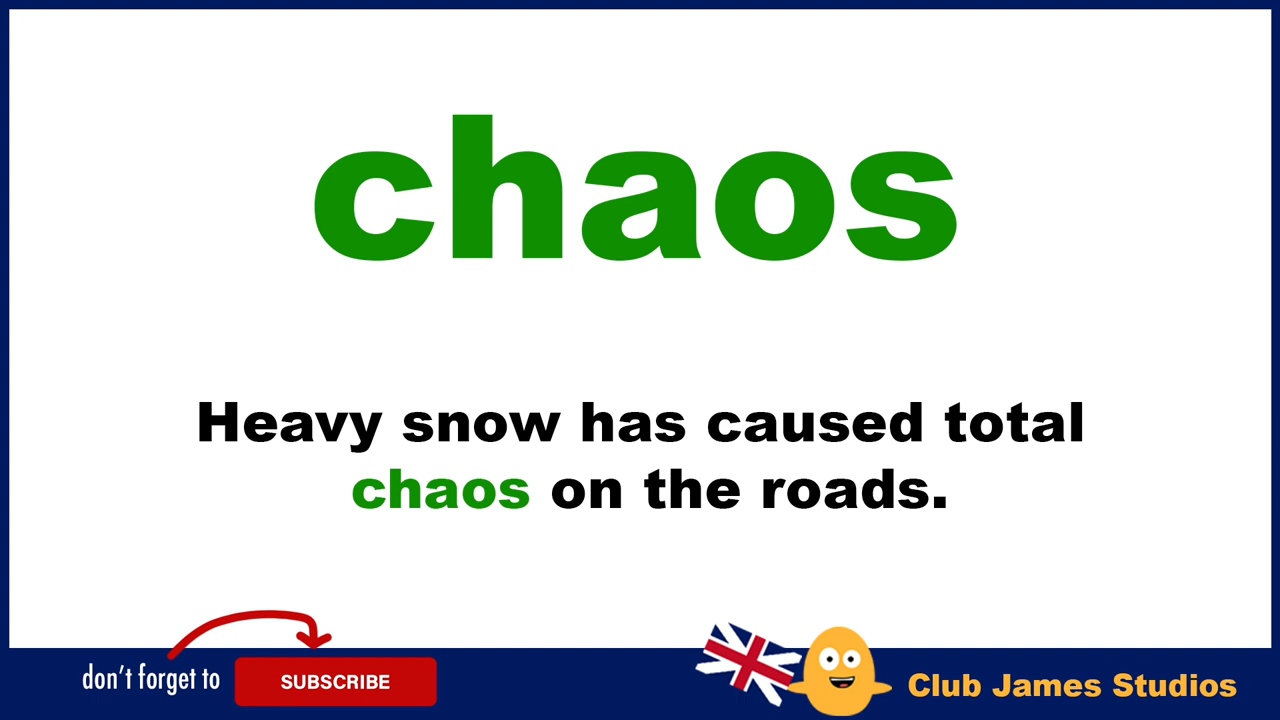 chaos
Heavy snow has caused total
chaos on the roads.
don't forget to
SUBSCRIBE
Club James Studios